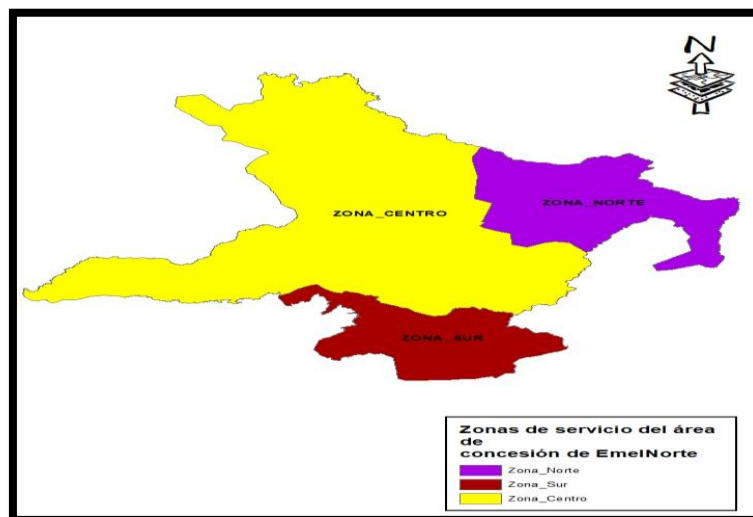 N
ZONA_CENTRO
ZONA_NORTE
ZONA_SUR
Zonas de servicio del área
de
concesión de EmelNorte
Zona_Norte
Zona_Sur
Zona_Centro